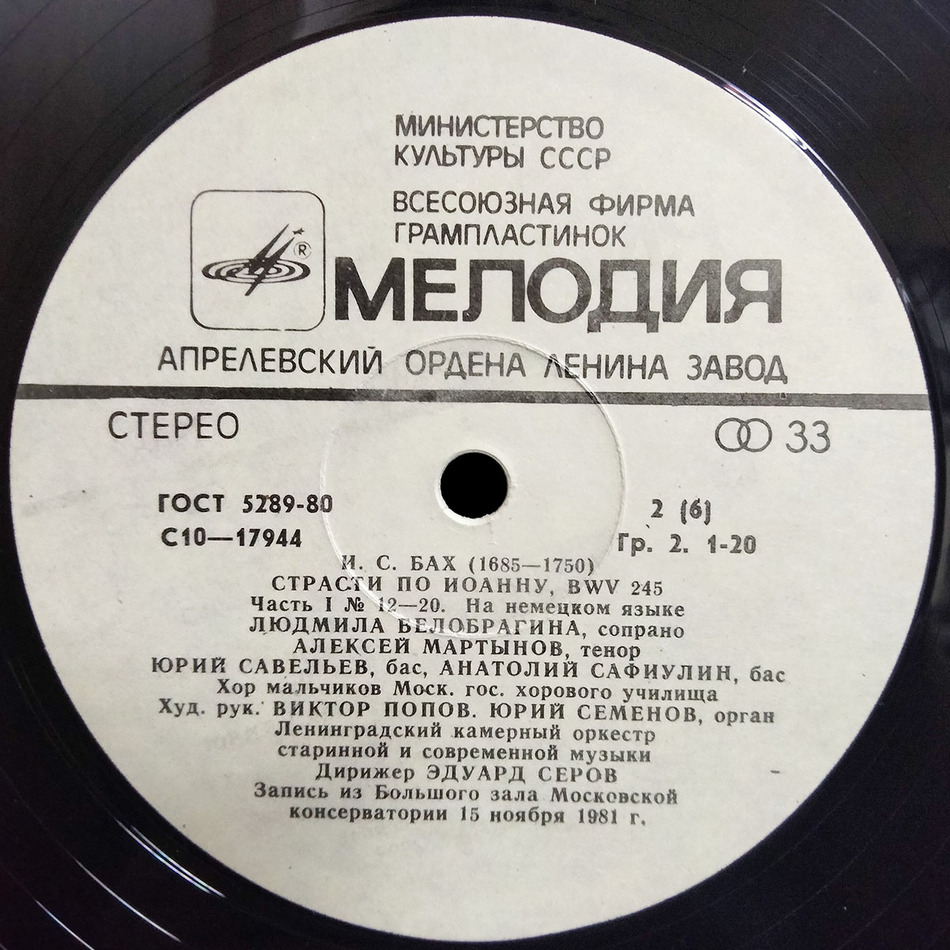 МИНИСТЕРСТВО
КУЛЬТУРЫ СССР
ВСЕСОЮЗНАЯ ФИРМА
ГРАМПЛАСТИНОК
®
МЕЛОДИЯ
АПРЕЛЕВСКИЙ ОРДЕНА ЛЕНИНА ЗАВОД
СТЕРЕО
33
ГОСТ 5289-80
2 (6)
С10—17944
Гр. 2. 1-20
И. С. БАХ (1685—1750)
СТРАСТИ ПО ИОАННУ, BWV 245
Часть I № 12—20. На немецком языке
ЛЮДМИЛА БЕЛОБРАГИНА, сопрано
АЛЕКСЕЙ МАРТЫНОВ, тенор
ЮРИЙ САВЕЛЬЕВ, бас, АНАТОЛИЙ САФИУЛИН, бас
Хор мальчиков Моск. гос. хорового училища
Худ. рук. ВИКТОР ПОПОВ. ЮРИЙ СЕМЕНОВ, орган
Ленинградский камерный оркестр
старинной и современной музыки
Дирижер ЭДУАРД СЕРОВ
Запись из Большого зала Московской
консерватории 15 ноября 1981 г.